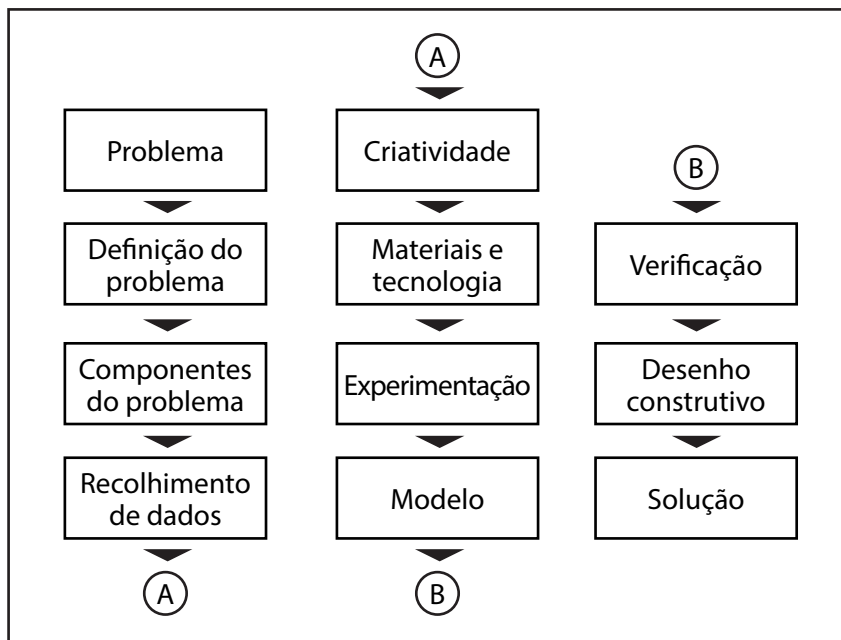 Problema
Definição do
problema
Componentes
do problema
Recolhimento
de dados
A
A
Criatividade
Materiais e
tecnologia
Experimentação
Modelo
B
B
Verificação
Desenho
construtivo
Solução